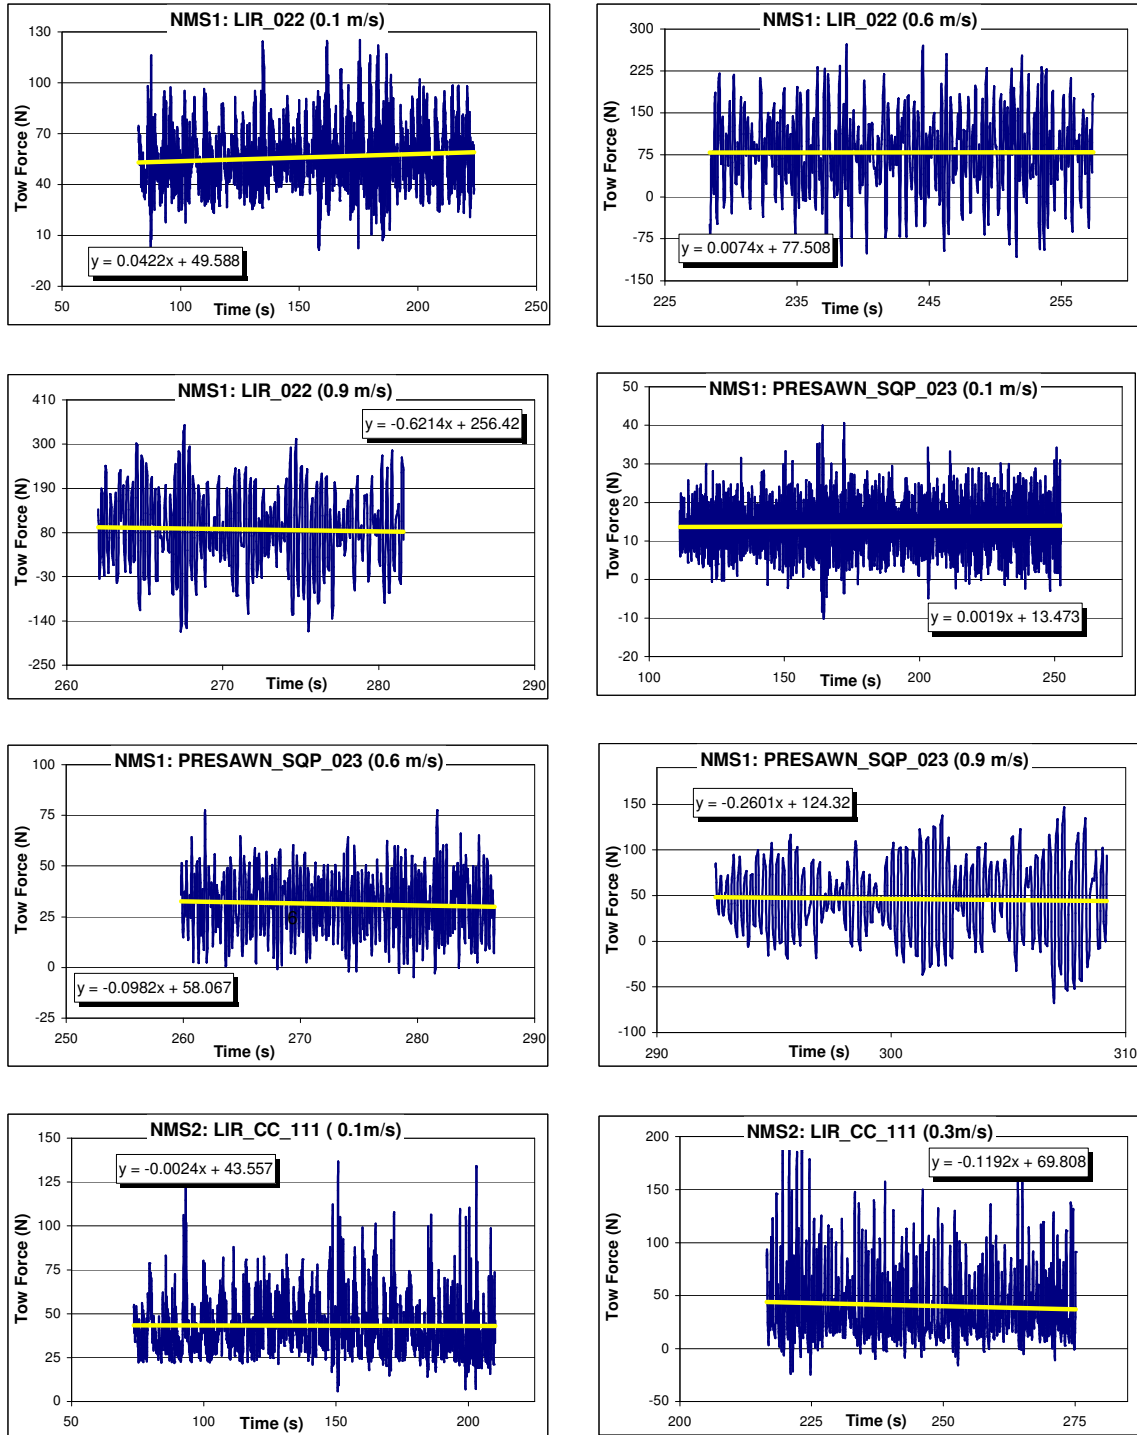 NMS1: LIR_022 (0.1 m/s)
Tow Force (N)
130
100
70
40
10
-20
y = 0.0422x + 49.588
50 100 150 200 250
Time (s)
NMS1: LIR_022 (0.6 m/s)
Tow Force (N)
300
225
150
75
0
-75
-150
y = 0.0074x + 77.508
225 235 245 255
Time (s)
NMS1: LIR_022 (0.9 m/s)
Tow Force (N)
410
300
190
80
-30
-140
-250
y = -0.6214x + 256.42
260 270 280 290
Time (s)
NMS1: PRESAWN_SQP_023 (0.1 m/s)
Tow Force (N)
50
40
30
20
10
0
-10
-20
y = 0.0019x + 13.473
100 150 200 250
Time (s)
NMS1: PRESAWN_SQP_023 (0.6 m/s)
Tow Force (N)
100
75
50
25
0
-25
y = -0.0982x + 58.067
250 260 270 280 290
Time (s)
NMS1: PRESAWN_SQP_023 (0.9 m/s)
Tow Force (N)
150
100
50
0
-50
-100
y = -0.2601x + 124.32
290 300 310
Time (s)
NMS2: LIR_CC_111 ( 0.1m/s)
Tow Force (N)
150
125
100
75
50
25
0
y = -0.0024x + 43.557
50 100 150 200
Time (s)
NMS2: LIR_CC_111 (0.3m/s)
Tow Force (N)
200
150
100
50
0
-50
y = -0.1192x + 69.808
200 225 250 275
Time (s)